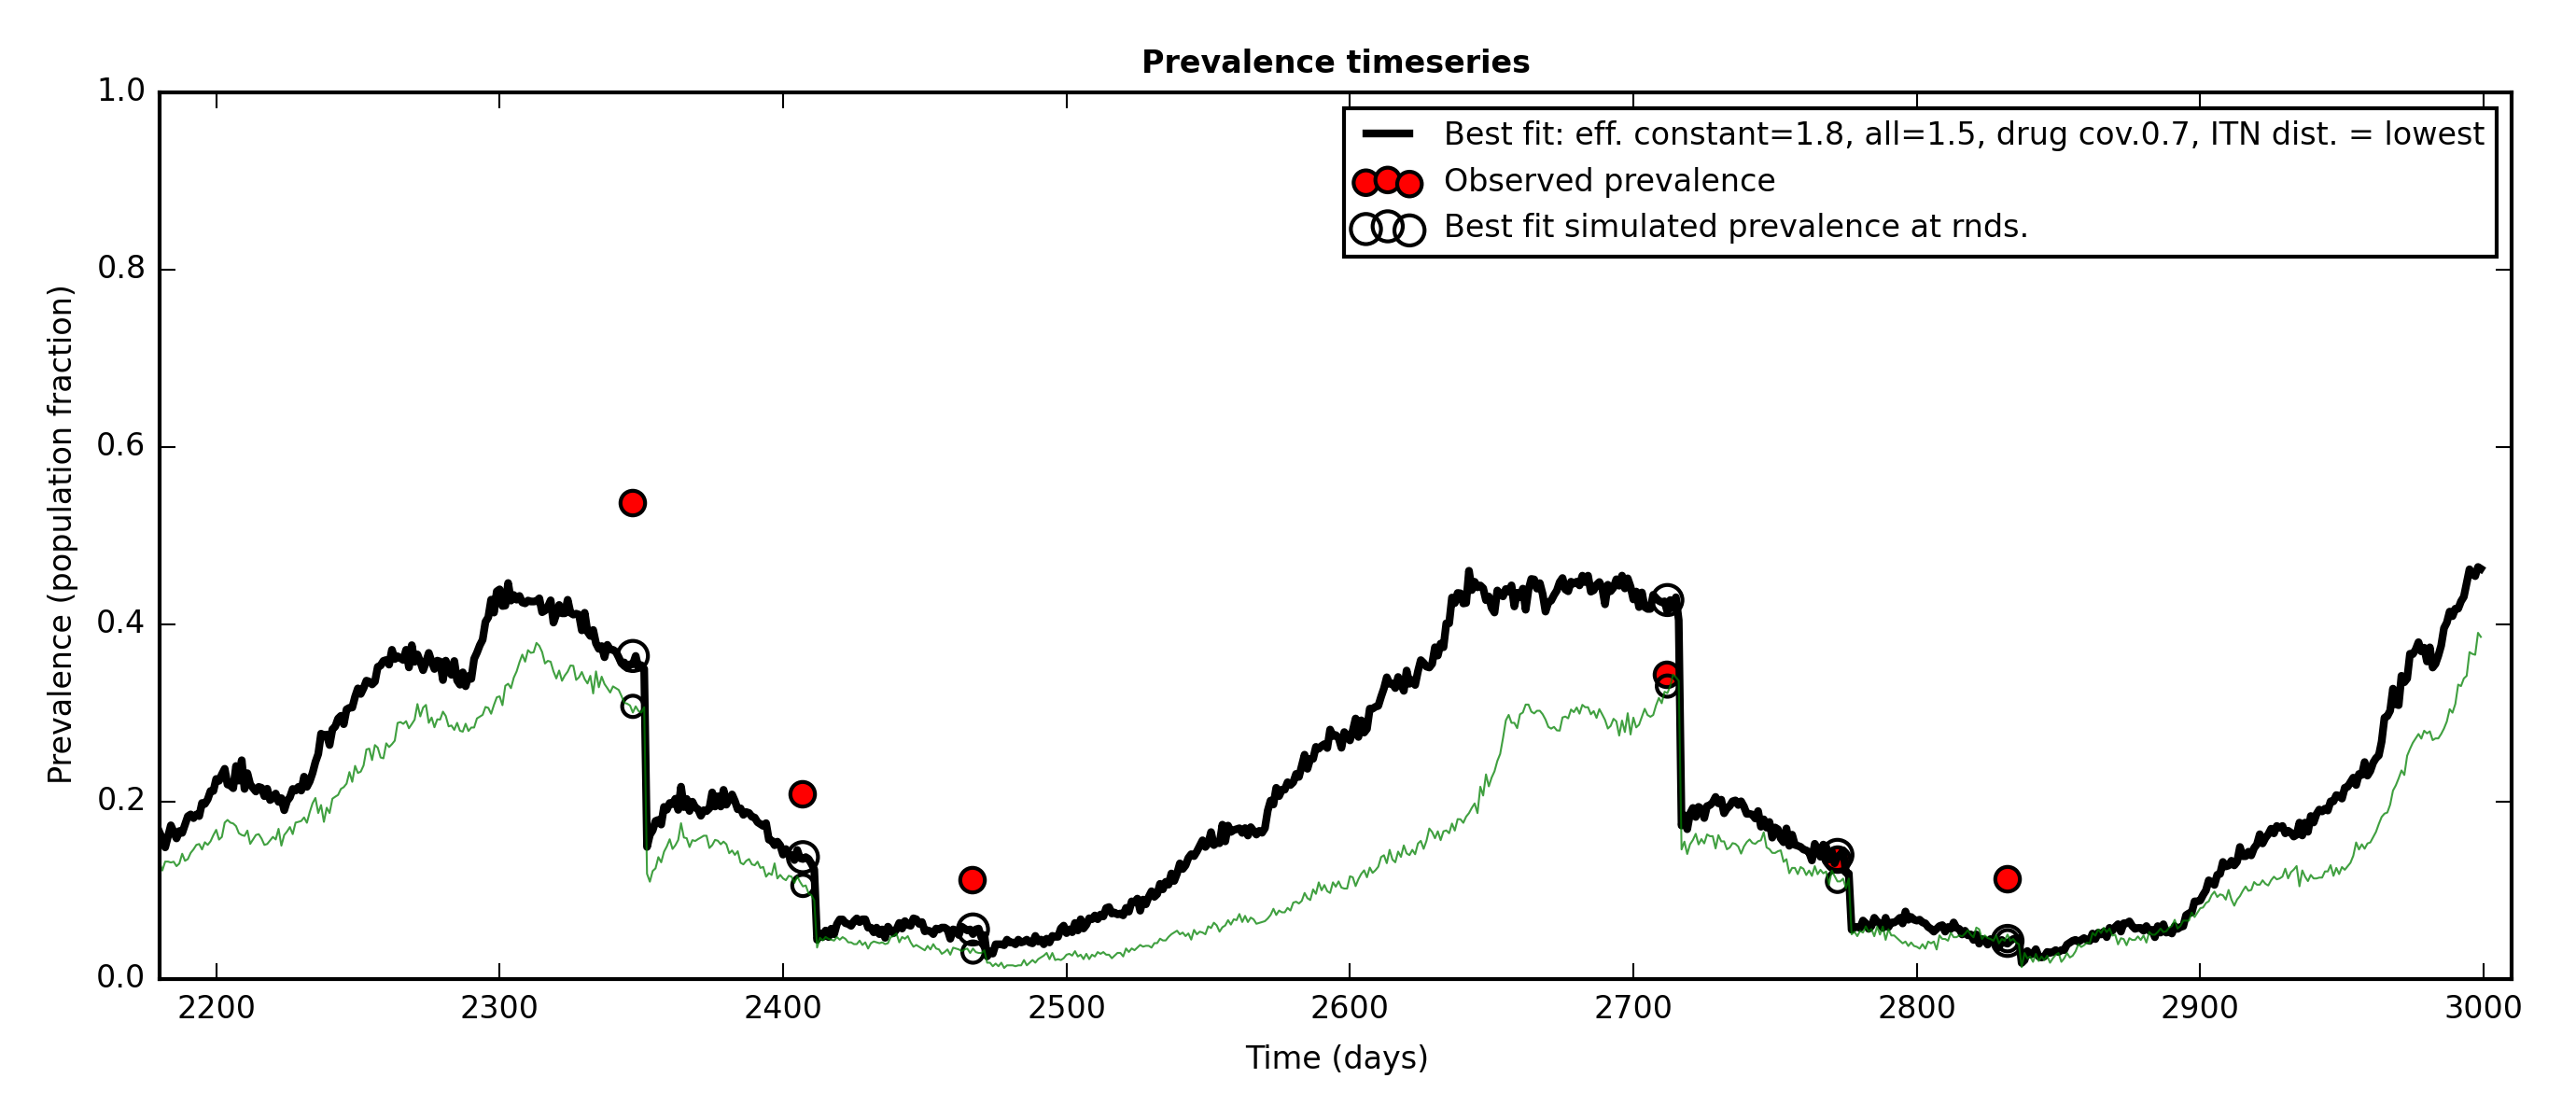 Prevalence timeseries
1.0
0.8
0.6
0.4
0.2
0.0
Prevalence (population fraction)
Best fit: eff. constant=1.8, all=1.5, drug cov.0.7, ITN dist. = lowest
Observed prevalence
Best fit simulated prevalence at rnds.
2200 2300 2400 2500 2600 2700 2800 2900 3000
Time (days)